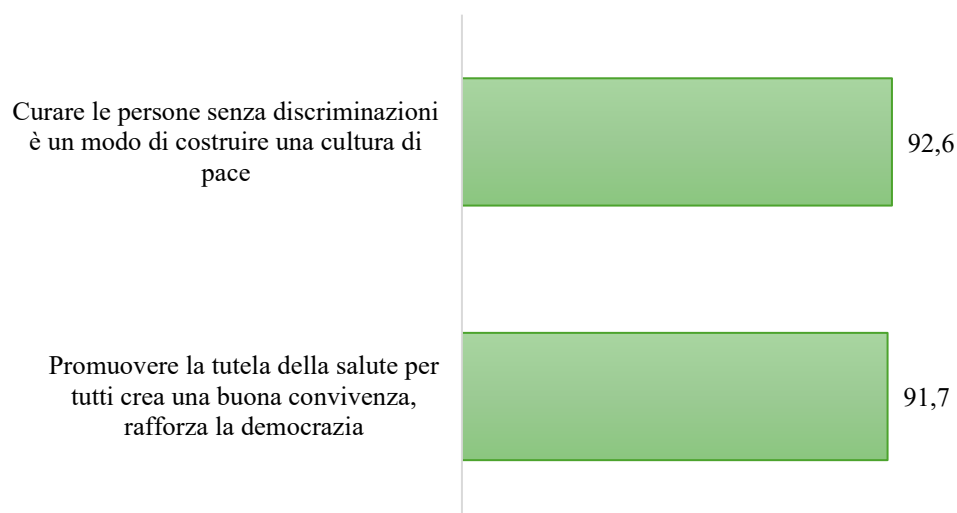 Curare le persone senza discriminazioni
è un modo di costruire una cultura di
pace
92,6
Promuovere la tutela della salute per
tutti crea una buona convivenza,
rafforza la democrazia
91,7